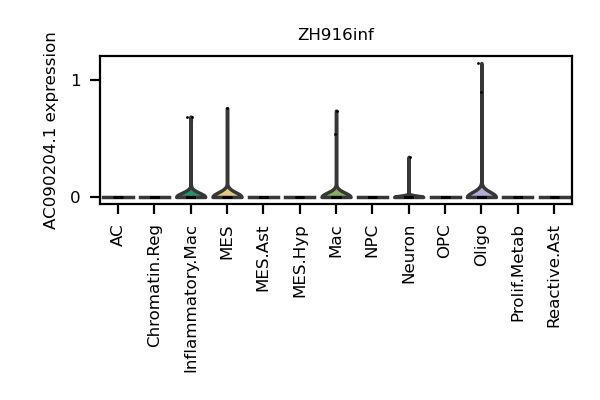 ZH916inf
AC090204.1 expression
1
0
AC
Chromatin.Reg
Inflammatory.Mac
MES
MES.Ast
MES.Hyp
Mac
NPC
Neuron
OPC
Oligo
Prolif.Metab
Reactive.Ast